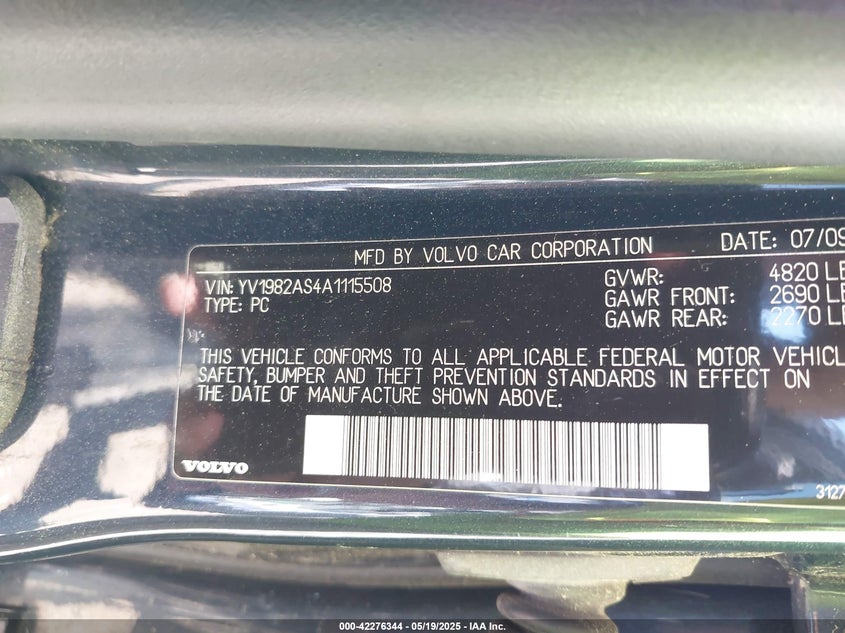 MFD BY VOLVO CAR CORPORATION DATE: 07/09
VIN: YV1982AS4A1115508 GVWR: 4820 LB
TYPE: PC GAWR FRONT: 2690 LB
GAWR REAR: 2270 LB
THIS VEHICLE CONFORMS TO ALL APPLICABLE FEDERAL MOTOR VEHICL
SAFETY, BUMPER AND THEFT PREVENTION STANDARDS IN EFFECT ON
THE DATE OF MANUFACTURE SHOWN ABOVE.
VOLVO
3127
000-42276344 — 05/19/2025 — IAA Inc.